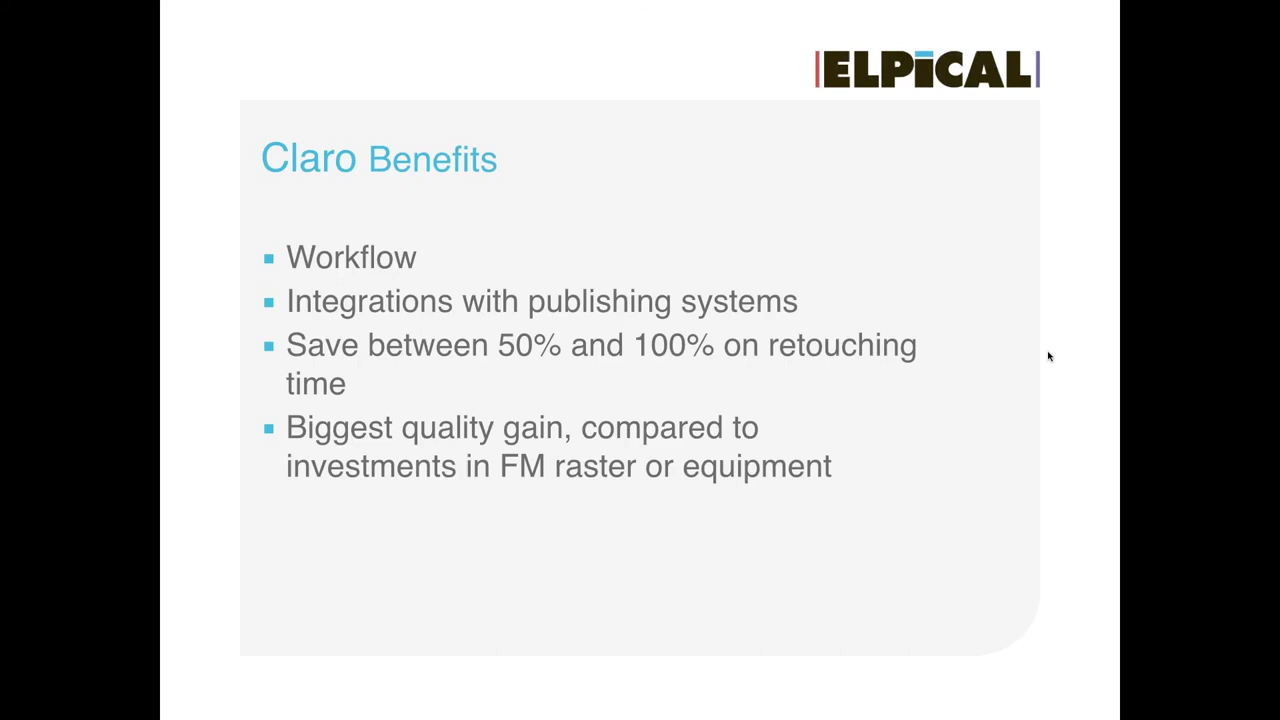 ELPICAL
Claro Benefits
▪ Workflow
▪ Integrations with publishing systems
▪ Save between 50% and 100% on retouching
time
▪ Biggest quality gain, compared to
investments in FM raster or equipment